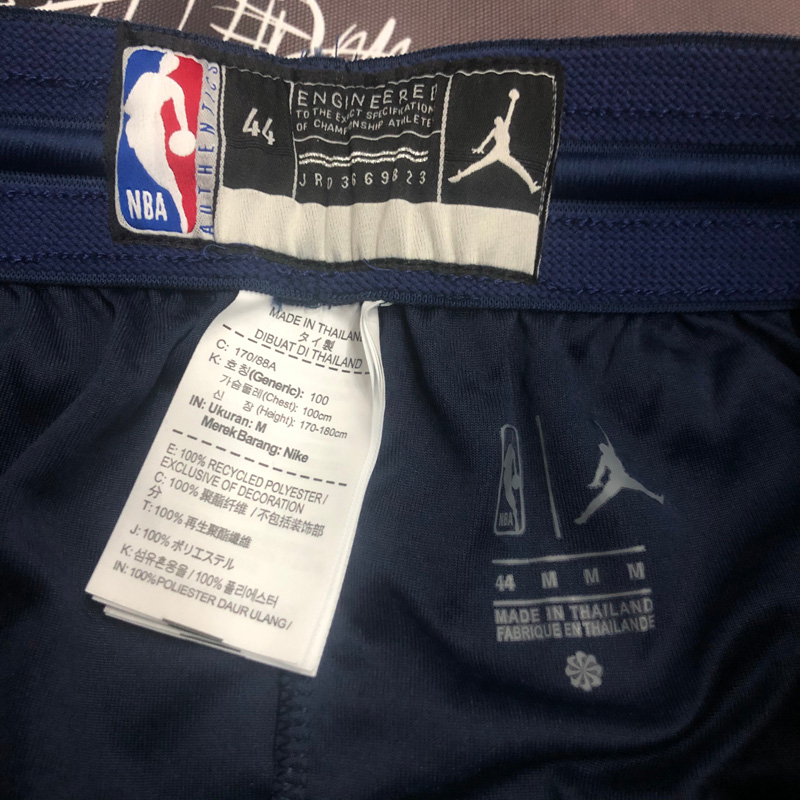 NBA
AUTHENTICS
44
ENGINEERED
TO THE EXACT SPECIFICATION
OF CHAMPIONSHIP ATHLETE
JRD 3669823
MADE IN THAILAND
タイ製
DIBUAT DI THAILAND
C: 170/88A
K: 호칭(Generic): 100
가슴둘레(Chest): 100cm
신 장 (Height): 170-180cm
IN: Ukuran: M
Merek Barang: Nike
E: 100% RECYCLED POLYESTER /
EXCLUSIVE OF DECORATION
C: 100% 聚酯纤维 / 不包括装饰部
分
T: 100% 再生聚酯纖維
J: 100% ポリエステル
K: 섬유혼용율 / 100% 폴리에스터
IN: 100% POLIESTER DAUR ULANG /
NBA
44 M M M
MADE IN THAILAND
FABRIQUE EN THAILANDE